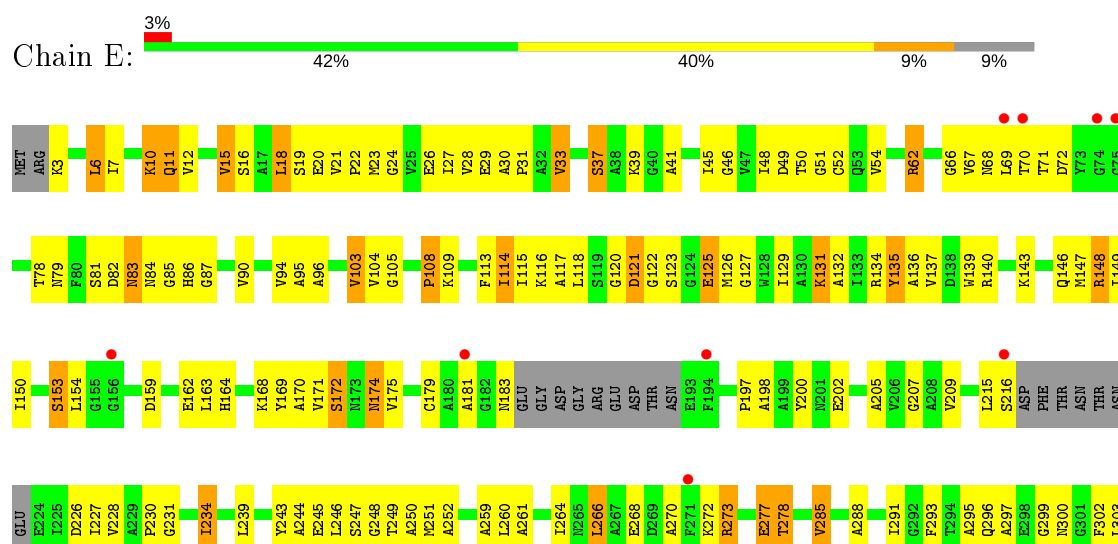 3%
Chain E:
42% 40% 9% 9%
MET ARG K3 L6 I7 K10 Q11 V12 V15 S16 A17 L18 S19 E20 V21 P22 M23 G24 V25 E26 I27 V28 E29 A30 P31 A32 V33 S37 A38 K39 G40 A41 I45 G46 V47 I48 D49 T50 G51 C52 Q53 V54 R62 G66 V67 N68 L69 T70 T71 D72 Y73 G74 G75
T78 N79 F80 S81 D82 N83 N84 G85 H86 G87 V90 V94 A95 A96 V103 V104 G105 P108 K109 F113 I114 I115 K116 A117 L118 S119 G120 D121 G122 S123 G124 E125 M126 G127 W128 I129 A130 K131 A132 I133 R134 Y135 A136 V137 D138 W139 R140 K143 Q146 M147 R148 I149
I150 S153 L154 G155 G156 D159 E162 L163 H164 K168 Y169 A170 V171 S172 N173 N174 V175 C179 A180 A181 G182 N183 GLU GLY ASP GLY ARG GLU ASP THR ASN E193 F194 P197 A198 A199 Y200 N201 E202 A205 V206 G207 A208 V209 L215 S216 ASP PHE THR ASN THR ASN
GLU E224 I225 D226 I227 V228 A229 P230 G231 I234 L239 Y243 A244 E245 L246 S247 G248 T249 A250 M251 A252 A259 L260 A261 I264 N265 L266 A267 E268 D269 A270 F271 K272 R273 E277 T278 V285 A288 I291 G292 F293 T294 A295 Q296 A297 E298 G299 N300 G301 F302